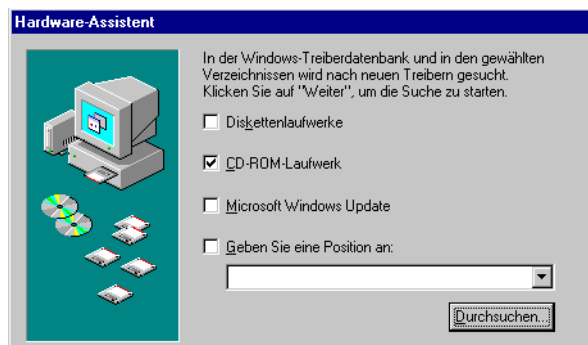 Hardware-Assistent
In der Windows-Treiberdatenbank und in den gewählten
Verzeichnissen wird nach neuen Treibern gesucht.
Klicken Sie auf "Weiter", um die Suche zu starten.
Diskettenlaufwerke
CD-ROM-Laufwerk
Microsoft Windows Update
Geben Sie eine Position an:
Durchsuchen...